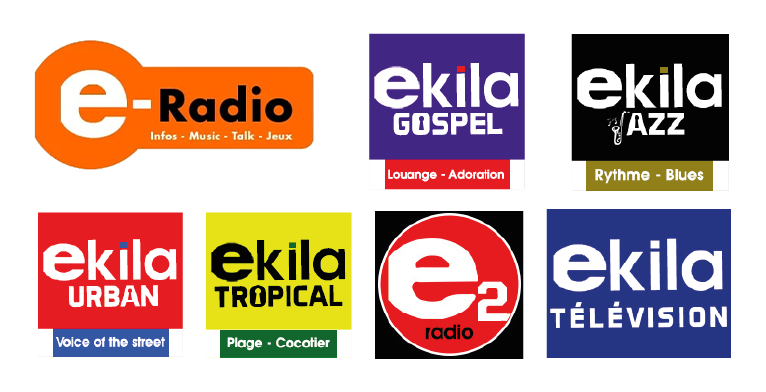 e-Radio
Infos - Music - Talk - Jeux
ekila
GOSPEL
Louange - Adoration
ekila
JAZZ
Rythme - Blues
ekila
URBAN
Voice of the street
ekila
TROPICAL
Plage - Cocotier
e2
radio
ekila
TÉLÉVISION